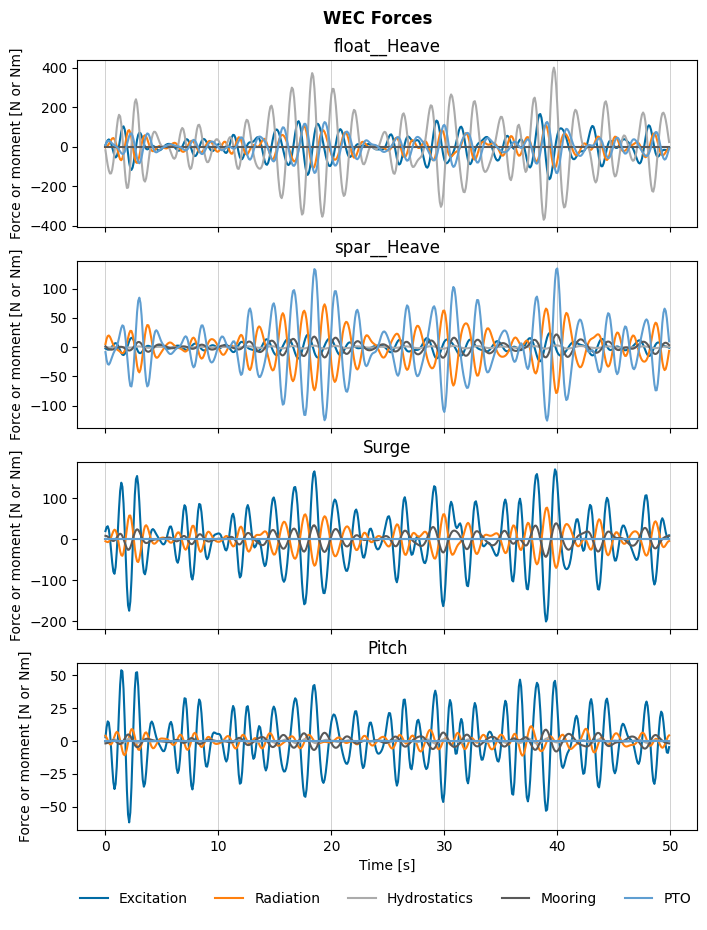 WEC Forces
float__Heave
Force or moment [N or Nm]
400
200
0
−200
−400
spar__Heave
Force or moment [N or Nm]
100
50
0
−50
−100
Surge
Force or moment [N or Nm]
100
0
−100
−200
Pitch
Force or moment [N or Nm]
50
25
0
−25
−50
0 10 20 30 40 50
Time [s]
Excitation Radiation Hydrostatics Mooring PTO